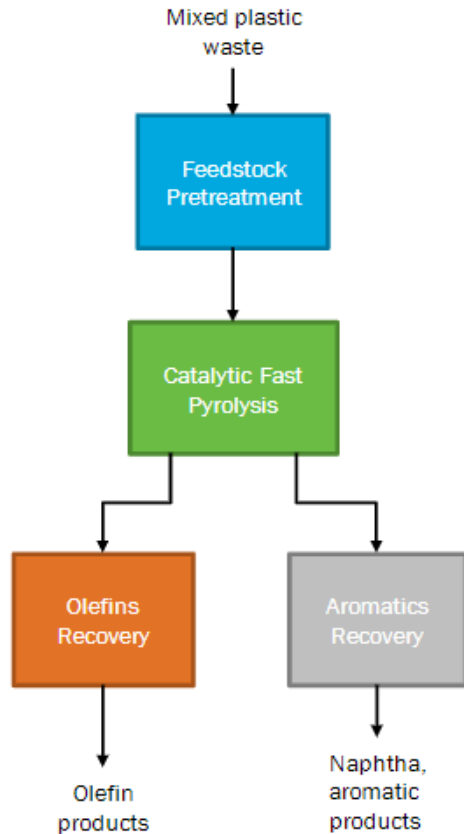 Mixed plastic
waste
Feedstock
Pretreatment
Catalytic Fast
Pyrolysis
Olefins
Recovery
Aromatics
Recovery
Olefin
products
Naphtha,
aromatic
products